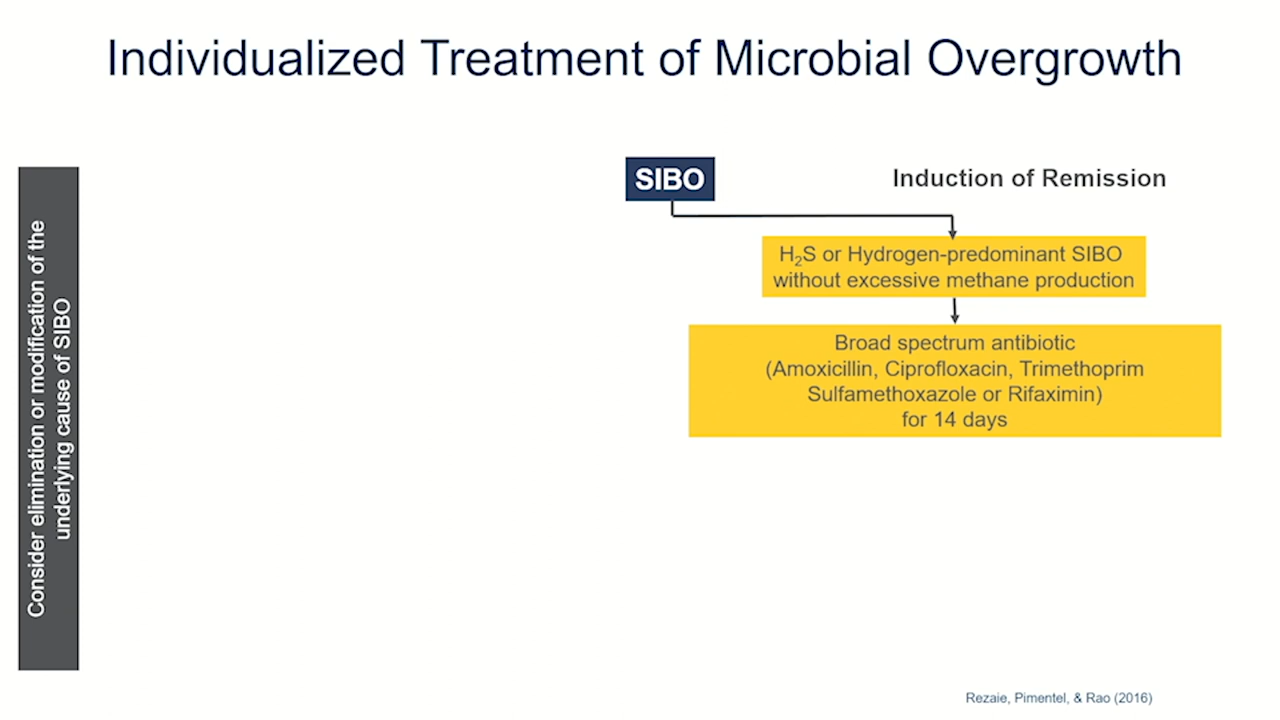 Individualized Treatment of Microbial Overgrowth
Consider elimination or modification of the
underlying cause of SIBO
SIBO
Induction of Remission
H₂S or Hydrogen-predominant SIBO
without excessive methane production
Broad spectrum antibiotic
(Amoxicillin, Ciprofloxacin, Trimethoprim
Sulfamethoxazole or Rifaximin)
for 14 days
Rezaie, Pimentel, & Rao (2016)